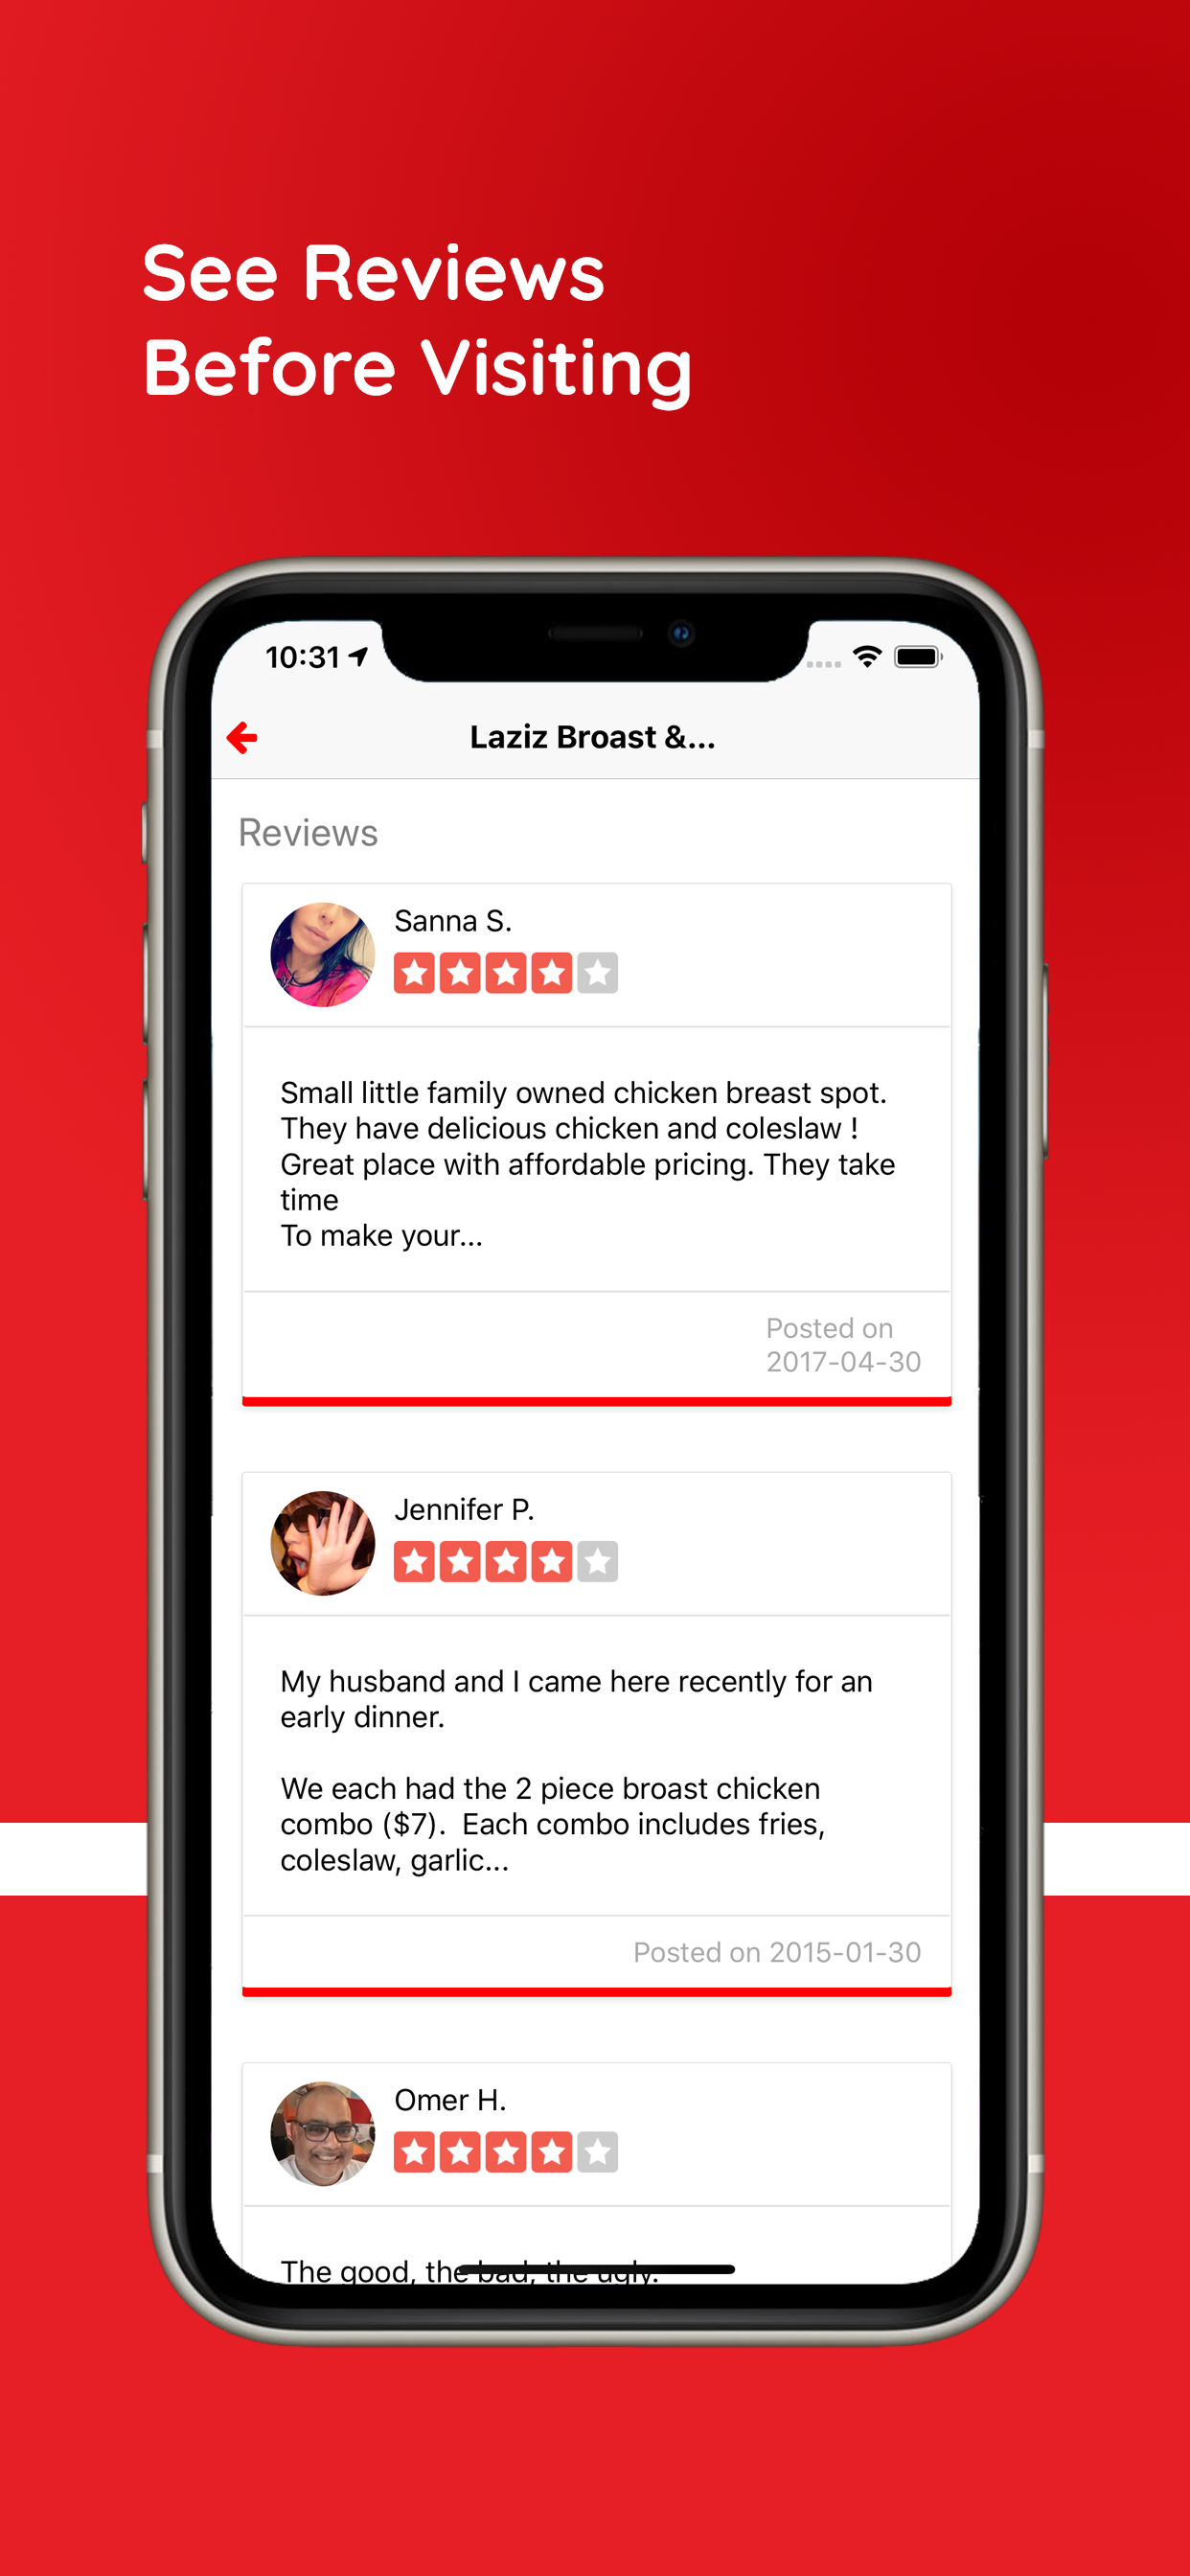 See Reviews
Before Visiting
10:31
Laziz Broast &...
Reviews
Sanna S.
Small little family owned chicken breast spot.
They have delicious chicken and coleslaw !
Great place with affordable pricing. They take
time
To make your...
Posted on
2017-04-30
Jennifer P.
My husband and I came here recently for an
early dinner.
We each had the 2 piece broast chicken
combo ($7).  Each combo includes fries,
coleslaw, garlic...
Posted on 2015-01-30
Omer H.
The good, the bad, the ugly.